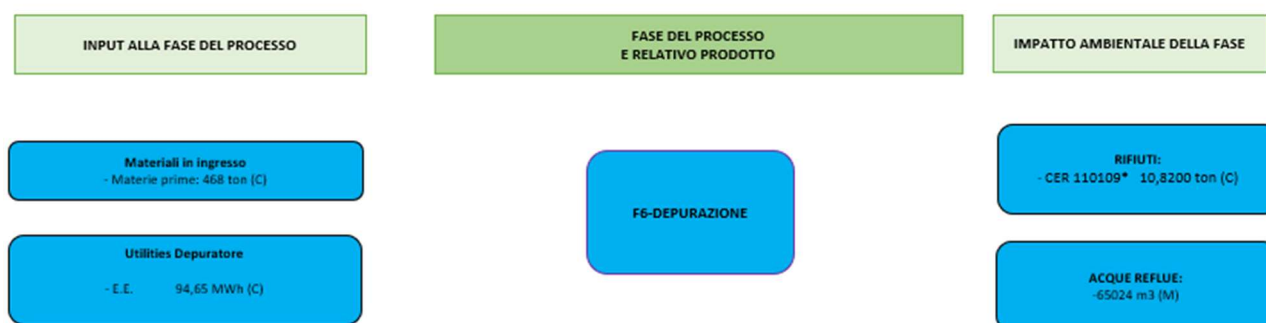 INPUT ALLA FASE DEL PROCESSO
FASE DEL PROCESSO
E RELATIVO PRODOTTO
IMPATTO AMBIENTALE DELLA FASE
Materiali in ingresso
- Materie prime: 468 ton (C)
Utilities Depuratore
- E.E. 94,65 MWh (C)
F6-DEPURAZIONE
RIFIUTI:
- CER 110109* 10,8200 ton (C)
ACQUE REFLUE:
-65024 m3 (M)